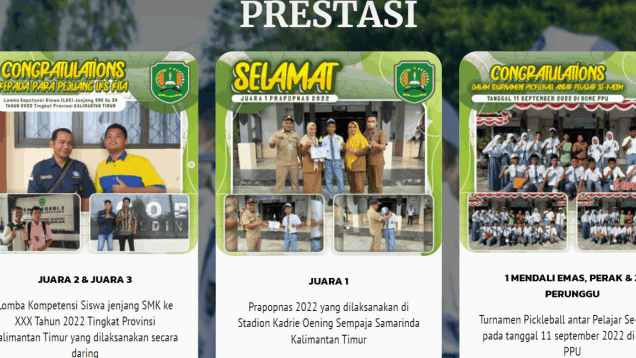 PRESTASI
CONGRATULATIONS
KEPADA PARA PEJUANG LKS KITA
Lomba Kopetensi Siswa (LKS) Jenjang SMK Ke 30
TAHUN 2022 Tingkat Provinsi KALIMANTAN TIMUR
JUARA 2 & JUARA 3
Lomba Kompetensi Siswa jenjang SMK ke
XXX Tahun 2022 Tingkat Provinsi
Kalimantan Timur yang dilaksanakan secara
daring
SELAMAT
JUARA 1 PRAPOPNAS 2022
JUARA 1
Prapopnas 2022 yang dilaksanakan di
Stadion Kadrie Oening Sempaja Samarinda
Kalimantan Timur
CONGRATULATIONS
DALAM TOURNAMEN PICKLEBALL ANTAR PELAJAR SE-KALTIM
TANGGAL 11 SEPTEMBER 2022 DI DOME PPU
1 MENDALI EMAS, PERAK & 2
PERUNGGU
Turnamen Pickleball antar Pelajar Se-
pada tanggal 11 september 2022 di
PPU